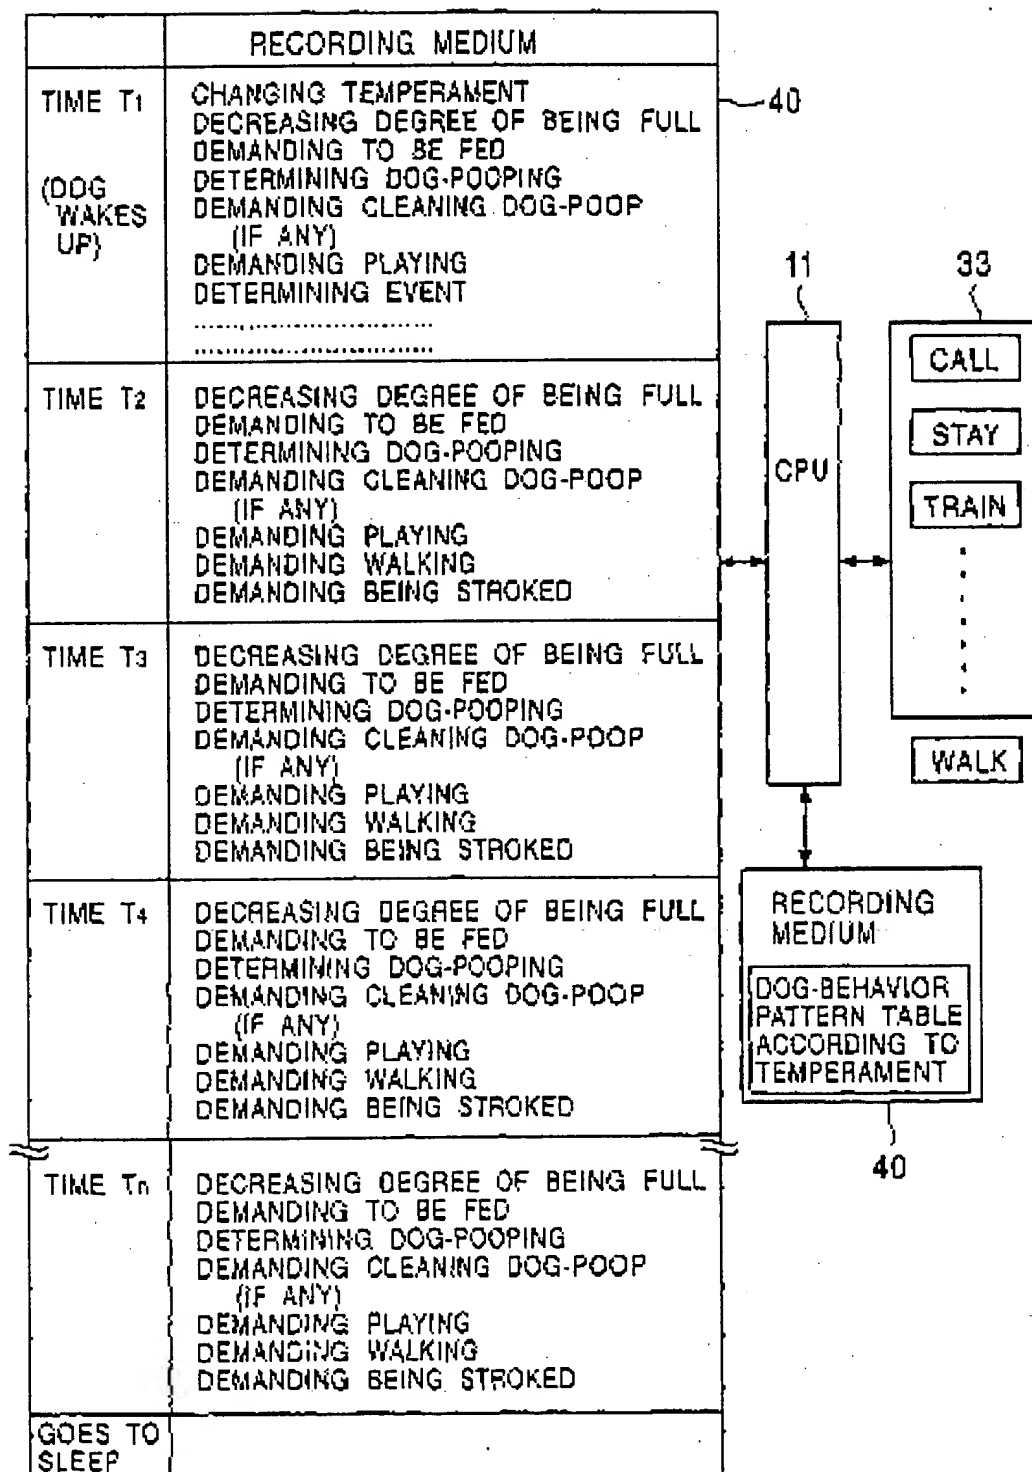 RECORDING MEDIUM
TIME T1
(DOG
WAKES
UP)
CHANGING TEMPERAMENT
DECREASING DEGREE OF BEING FULL
DEMANDING TO BE FED
DETERMINING DOG-POOPING
DEMANDING CLEANING DOG-POOP
(IF ANY)
DEMANDING PLAYING
DETERMINING EVENT
..............................
..............................
40
TIME T2
DECREASING DEGREE OF BEING FULL
DEMANDING TO BE FED
DETERMINING DOG-POOPING
DEMANDING CLEANING DOG-POOP
(IF ANY)
DEMANDING PLAYING
DEMANDING WALKING
DEMANDING BEING STROKED
TIME T3
DECREASING DEGREE OF BEING FULL
DEMANDING TO BE FED
DETERMINING DOG-POOPING
DEMANDING CLEANING DOG-POOP
(IF ANY)
DEMANDING PLAYING
DEMANDING WALKING
DEMANDING BEING STROKED
TIME T4
DECREASING DEGREE OF BEING FULL
DEMANDING TO BE FED
DETERMINING DOG-POOPING
DEMANDING CLEANING DOG-POOP
(IF ANY)
DEMANDING PLAYING
DEMANDING WALKING
DEMANDING BEING STROKED
TIME Tn
DECREASING DEGREE OF BEING FULL
DEMANDING TO BE FED
DETERMINING DOG-POOPING
DEMANDING CLEANING DOG-POOP
(IF ANY)
DEMANDING PLAYING
DEMANDING WALKING
DEMANDING BEING STROKED
GOES TO
SLEEP
11
CPU
33
CALL
STAY
TRAIN
WALK
RECORDING
MEDIUM
DOG-BEHAVIOR
PATTERN TABLE
ACCORDING TO
TEMPERAMENT
40